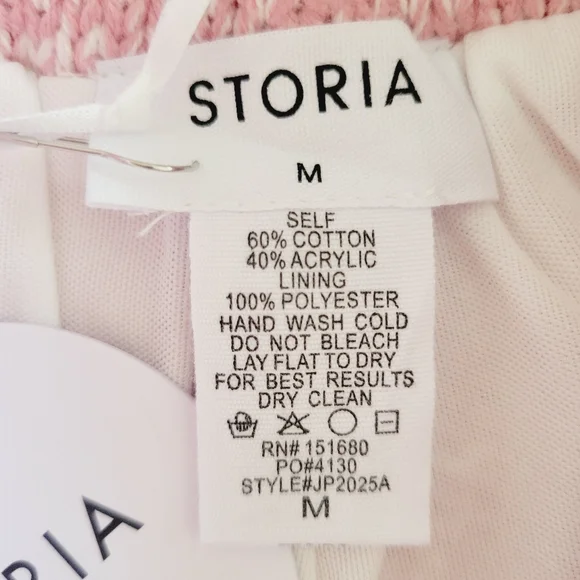 STORIA
M
SELF
60% COTTON
40% ACRYLIC
LINING
100% POLYESTER
HAND WASH COLD
DO NOT BLEACH
LAY FLAT TO DRY
FOR BEST RESULTS
DRY CLEAN
RN# 151680
PO#4130
STYLE#JP2025A
M
RIA